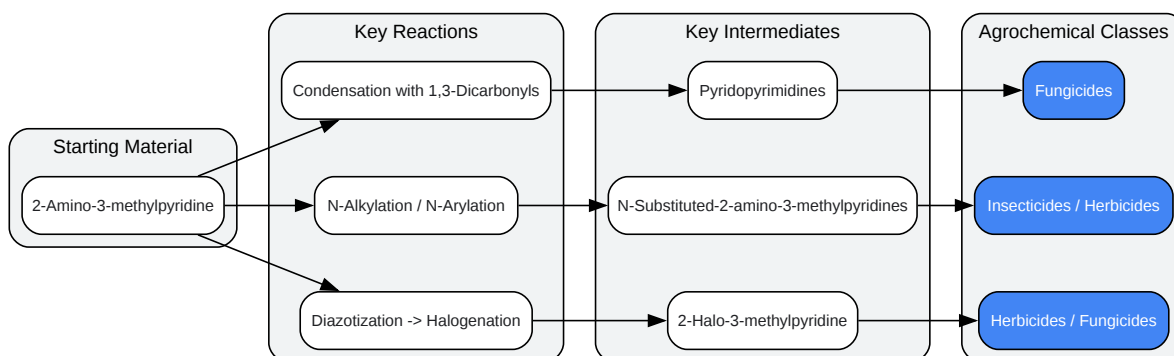 Key Reactions
Key Intermediates
Agrochemical Classes
Condensation with 1,3-Dicarbonyls
Pyridopyrimidines
Fungicides
Starting Material
2-Amino-3-methylpyridine
N-Alkylation / N-Arylation
N-Substituted-2-amino-3-methylpyridines
Insecticides / Herbicides
Diazotization -> Halogenation
2-Halo-3-methylpyridine
Herbicides / Fungicides